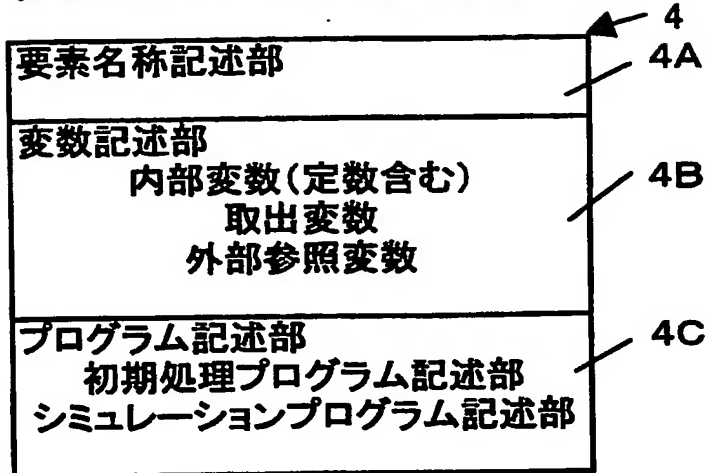 4
要素名称記述部
4A
変数記述部
内部変数(定数含む)
4B
取出変数
外部参照変数
プログラム記述部
4C
初期処理プログラム記述部
シミュレーションプログラム記述部